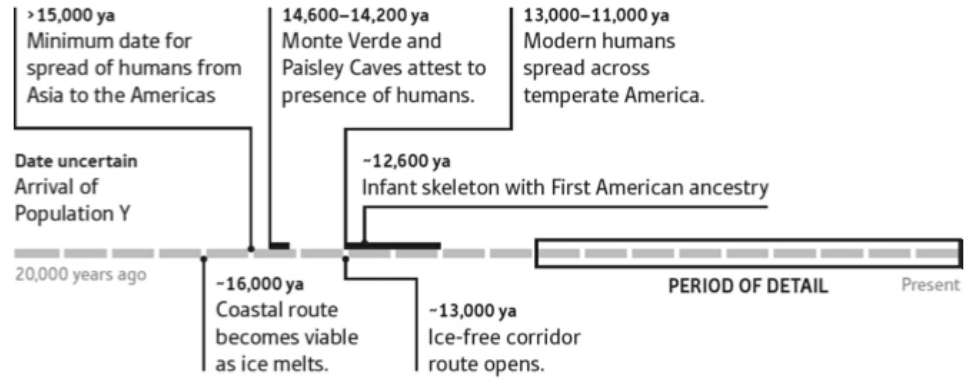 >15,000 ya
Minimum date for
spread of humans from
Asia to the Americas
14,600–14,200 ya
Monte Verde and
Paisley Caves attest to
presence of humans.
13,000–11,000 ya
Modern humans
spread across
temperate America.
Date uncertain
Arrival of
Population Y
~12,600 ya
Infant skeleton with First American ancestry
20,000 years ago
~16,000 ya
Coastal route
becomes viable
as ice melts.
~13,000 ya
Ice-free corridor
route opens.
PERIOD OF DETAIL
Present